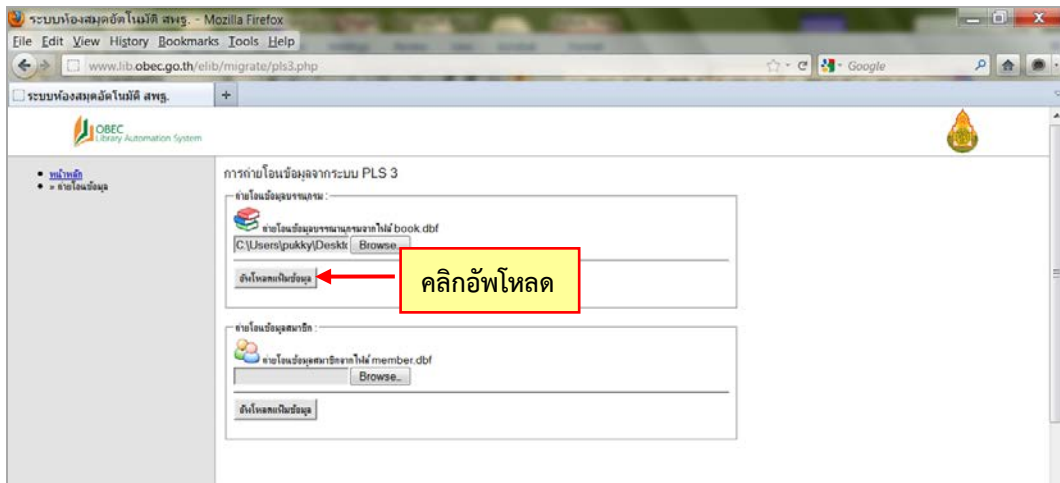 ระบบห้องสมุดอัตโนมัติ สพฐ. - Mozilla Firefox
File Edit View History Bookmarks Tools Help
www.lib.obec.go.th/elib/migrate/pls3.php
Google
ระบบห้องสมุดอัตโนมัติ สพฐ.
OBEC
Library Automation System
หน้าหลัก
» ถ่ายโอนข้อมูล
การถ่ายโอนข้อมูลจากระบบ PLS 3
ถ่ายโอนข้อมูลบรรณกรม :
ถ่ายโอนข้อมูลบรรณานุกรมจากไฟล์ book.dbf
C:\Users\pukky\Deskt Browse...
อัพโหลดแฟ้มข้อมูล
คลิกอัพโหลด
ถ่ายโอนข้อมูลสมาชิก :
ถ่ายโอนข้อมูลสมาชิกจากไฟล์ member.dbf
Browse...
อัพโหลดแฟ้มข้อมูล